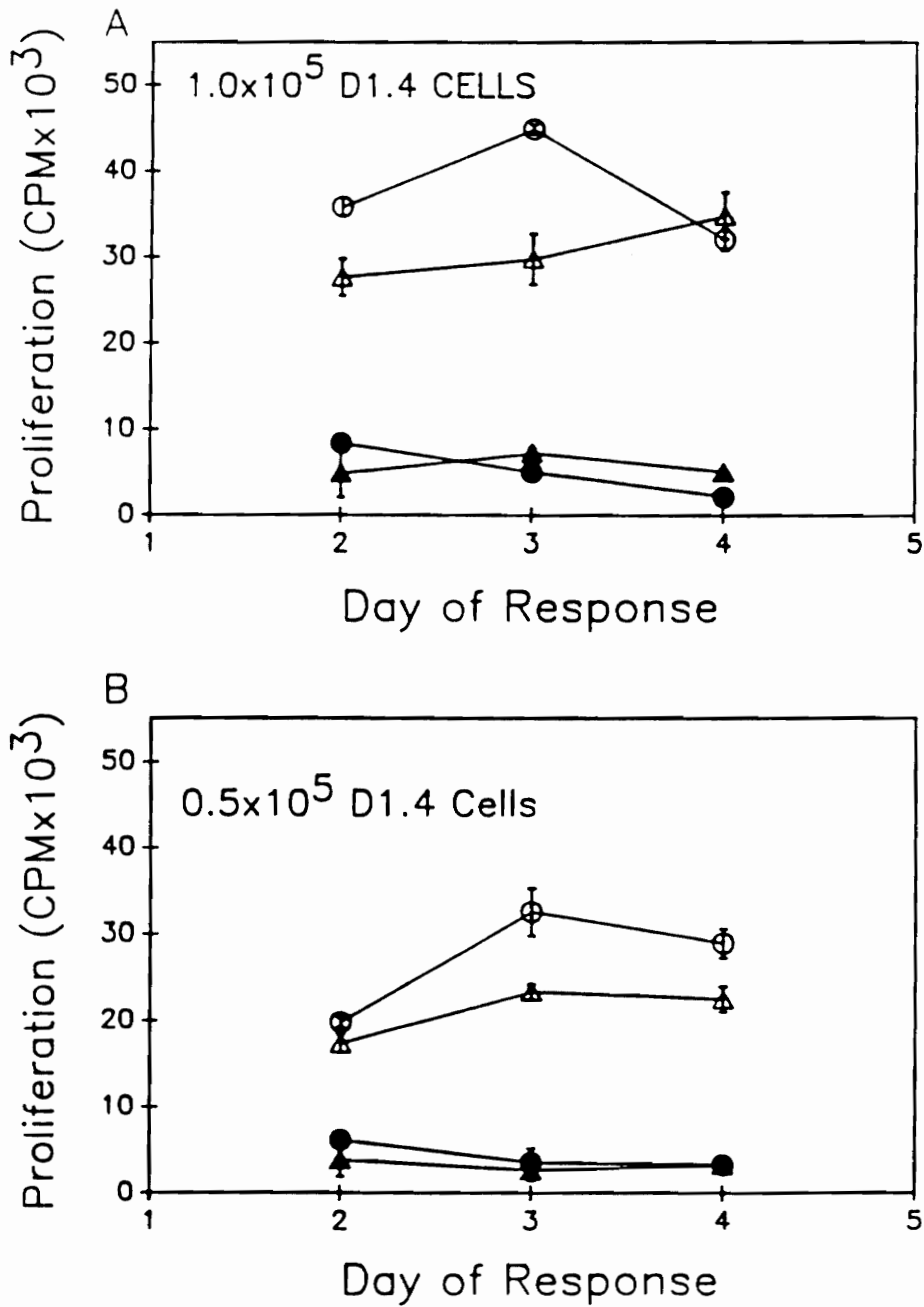 A
1.0x10^5 D1.4 CELLS
Proliferation (CPMx10^3)
50
40
30
20
10
0
1 2 3 4 5
Day of Response
B
0.5x10^5 D1.4 Cells
Proliferation (CPMx10^3)
50
40
30
20
10
0
1 2 3 4 5
Day of Response